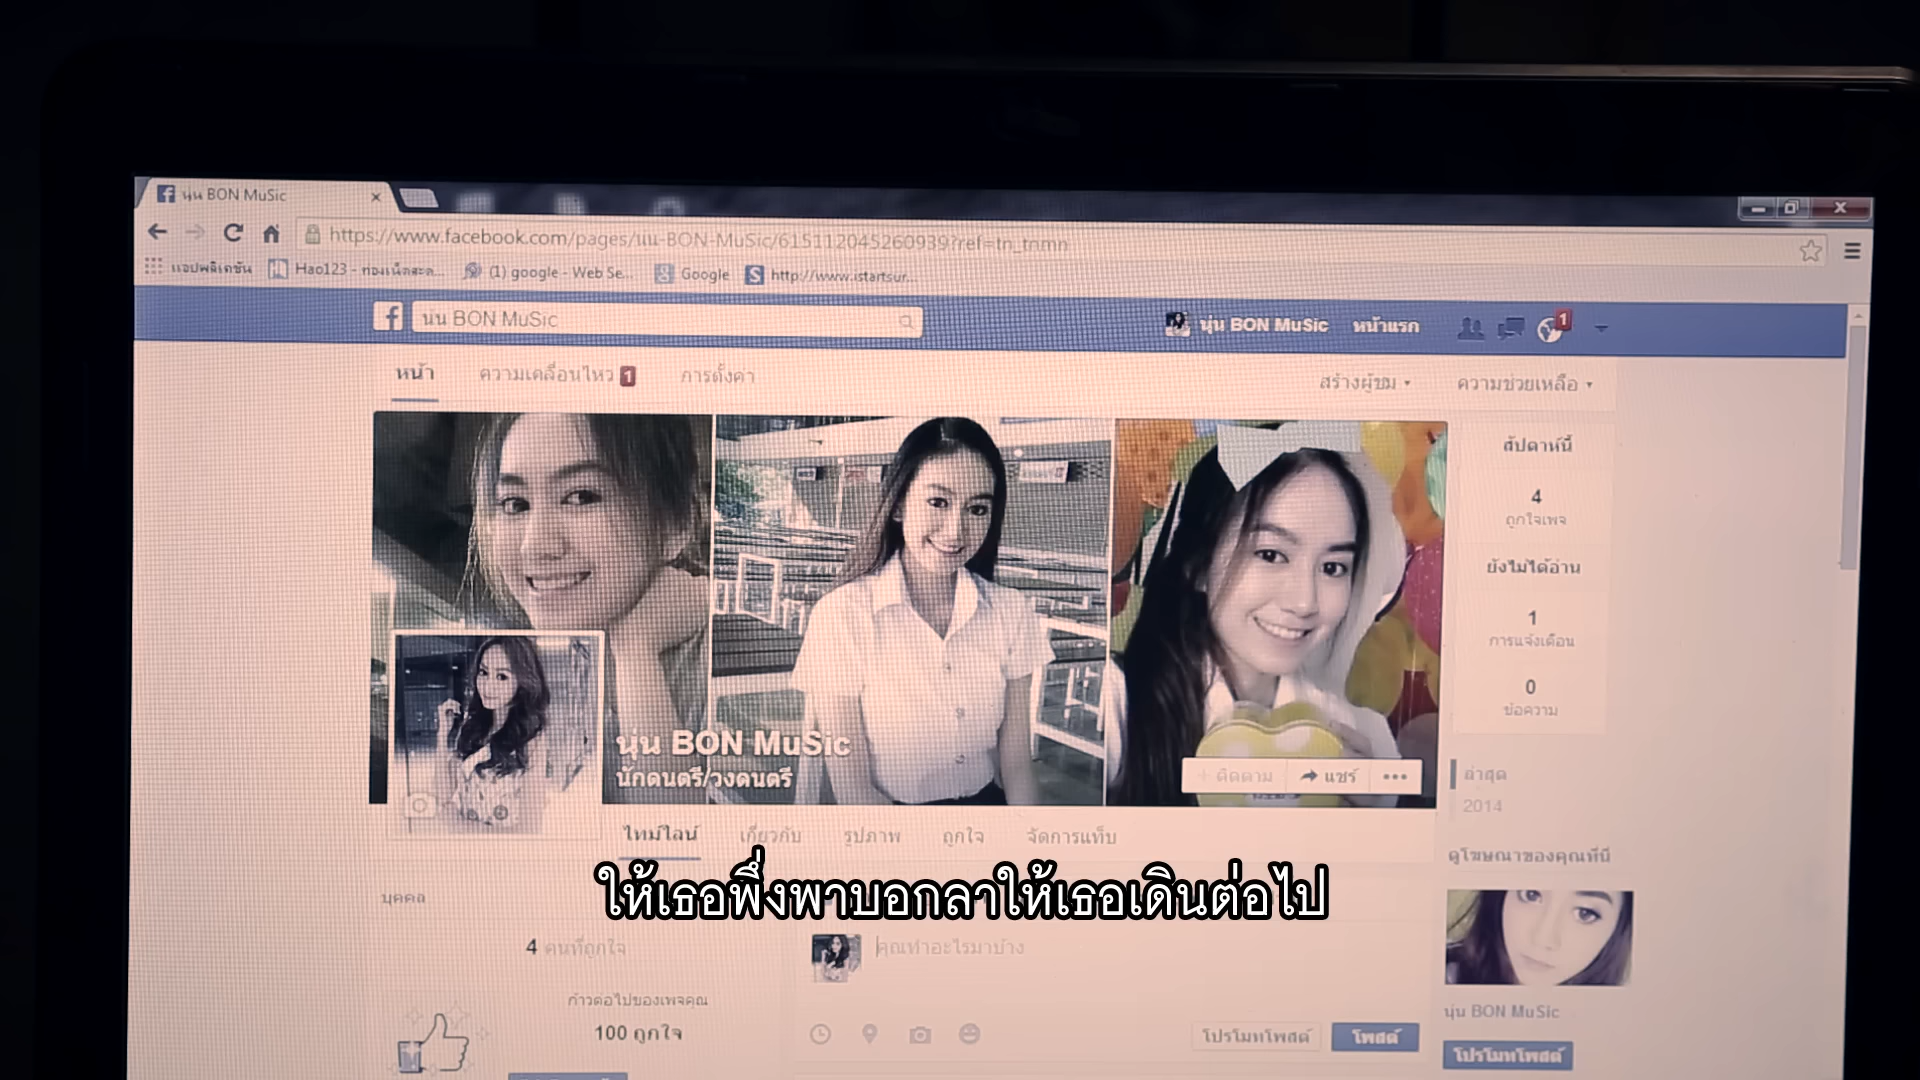 นุ่น BON MuSic
https://www.facebook.com/pages/นุ่น-BON-MuSic/615112045260939?ref=tn_tnmn
แอปพลิเคชัน
Hao123 - ท่องเน็ตสะด...
(1) google - Web Se...
Google
http://www.istartsur...
นุ่น BON MuSic
นุ่น BON MuSic
หน้าแรก
1
หน้า
ความเคลื่อนไหว 1
การตั้งค่า
สร้างผู้ชม
ความช่วยเหลือ
สัปดาห์นี้
4
ถูกใจเพจ
ยังไม่ได้อ่าน
1
การแจ้งเตือน
0
ข้อความ
นุ่น BON MuSic
นักดนตรี/วงดนตรี
+ ติดตาม
แชร์
ล่าสุด
2014
ไทม์ไลน์
เกี่ยวกับ
รูปภาพ
ถูกใจ
จัดการแท็บ
ดูโฆษณาของคุณที่นี่
ให้เธอพึ่งพาบอกลาให้เธอเดินต่อไป
บุคคล
4 คนที่ถูกใจ
คุณทำอะไรมาบ้าง
ก้าวต่อไปของเพจคุณ
100 ถูกใจ
โปรโมทโพสต์
โพสต์
นุ่น BON MuSic
โปรโมทโพสต์